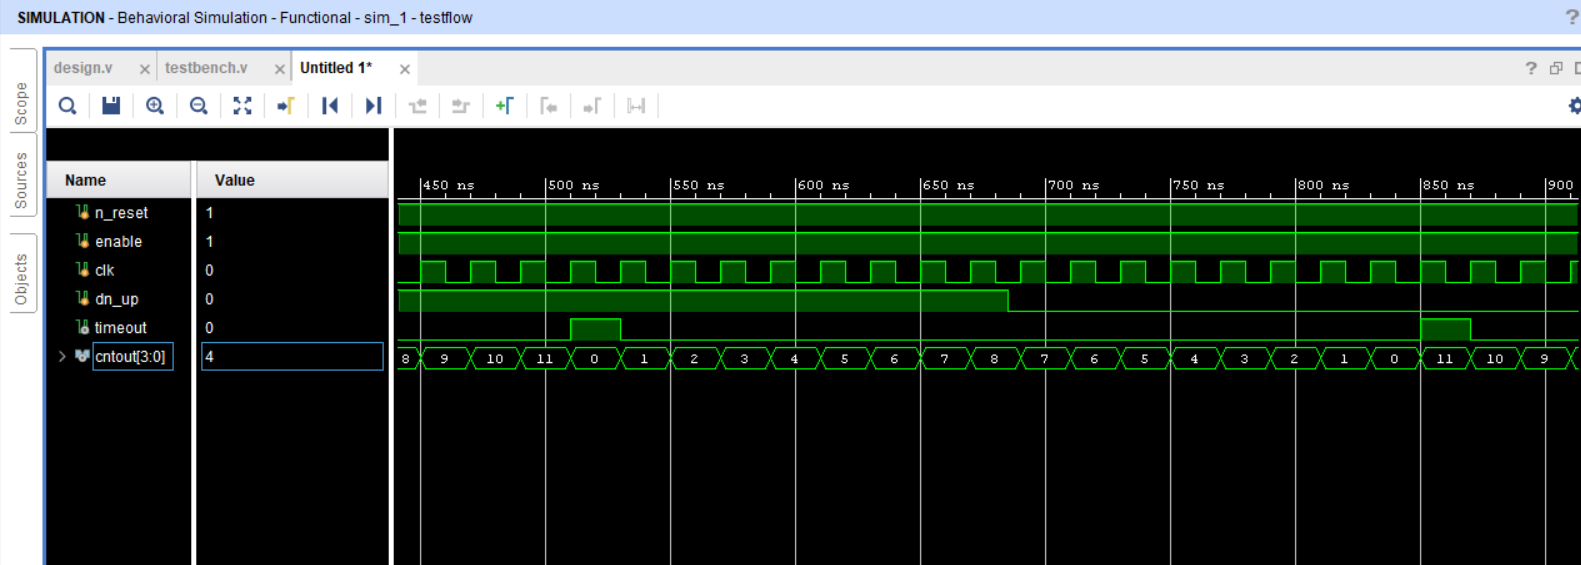 SIMULATION - Behavioral Simulation - Functional - sim_1 - testflow ?
design.v testbench.v Untitled 1* ?
Scope
Sources
Objects
Name Value
450 ns 500 ns 550 ns 600 ns 650 ns 700 ns 750 ns 800 ns 850 ns 900
n_reset 1
enable 1
clk 0
dn_up 0
timeout 0
cntout[3:0] 4 8 9 10 11 0 1 2 3 4 5 6 7 8 7 6 5 4 3 2 1 0 11 10 9